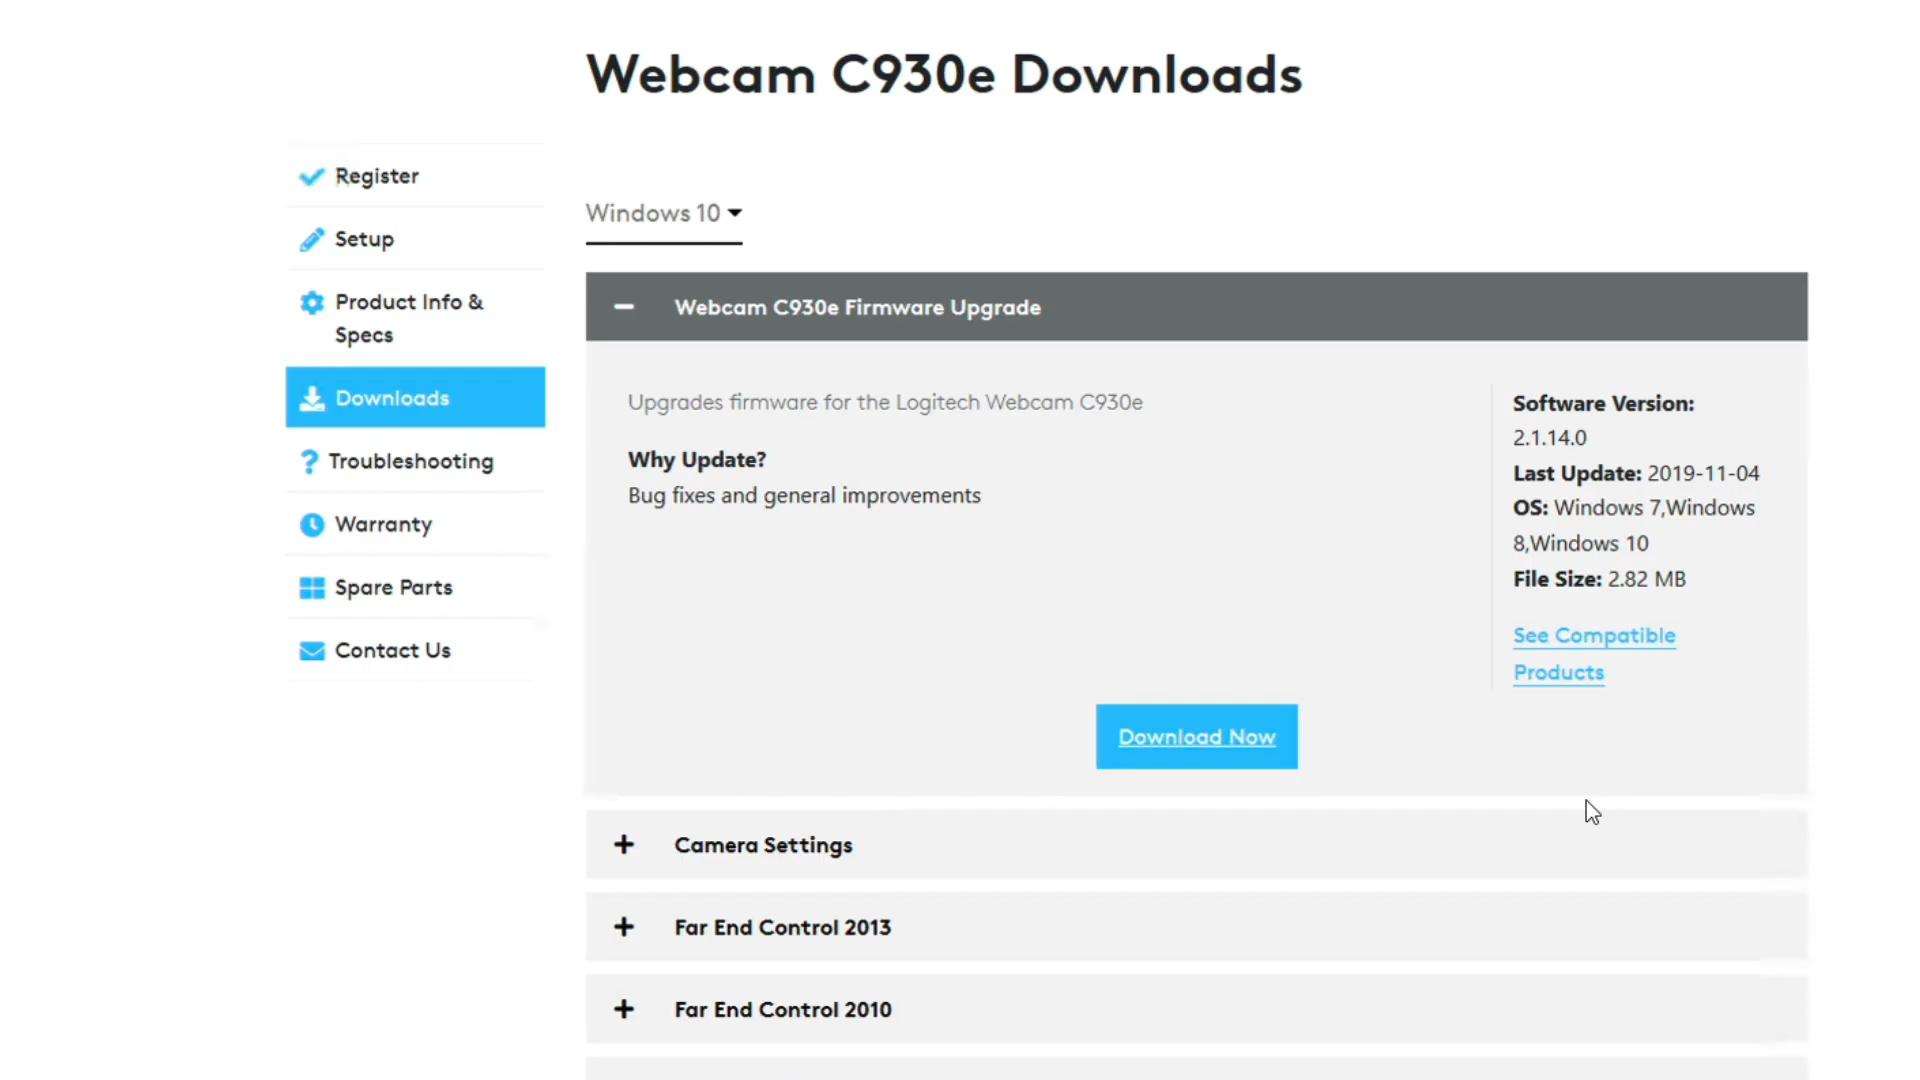 Webcam C930e Downloads
Register
Setup
Product Info &
Specs
Downloads
Troubleshooting
Warranty
Spare Parts
Contact Us
Windows 10
Webcam C930e Firmware Upgrade
Upgrades firmware for the Logitech Webcam C930e
Why Update?
Bug fixes and general improvements
Software Version:
2.1.14.0
Last Update: 2019-11-04
OS: Windows 7,Windows
8,Windows 10
File Size: 2.82 MB
See Compatible
Products
Download Now
Camera Settings
Far End Control 2013
Far End Control 2010